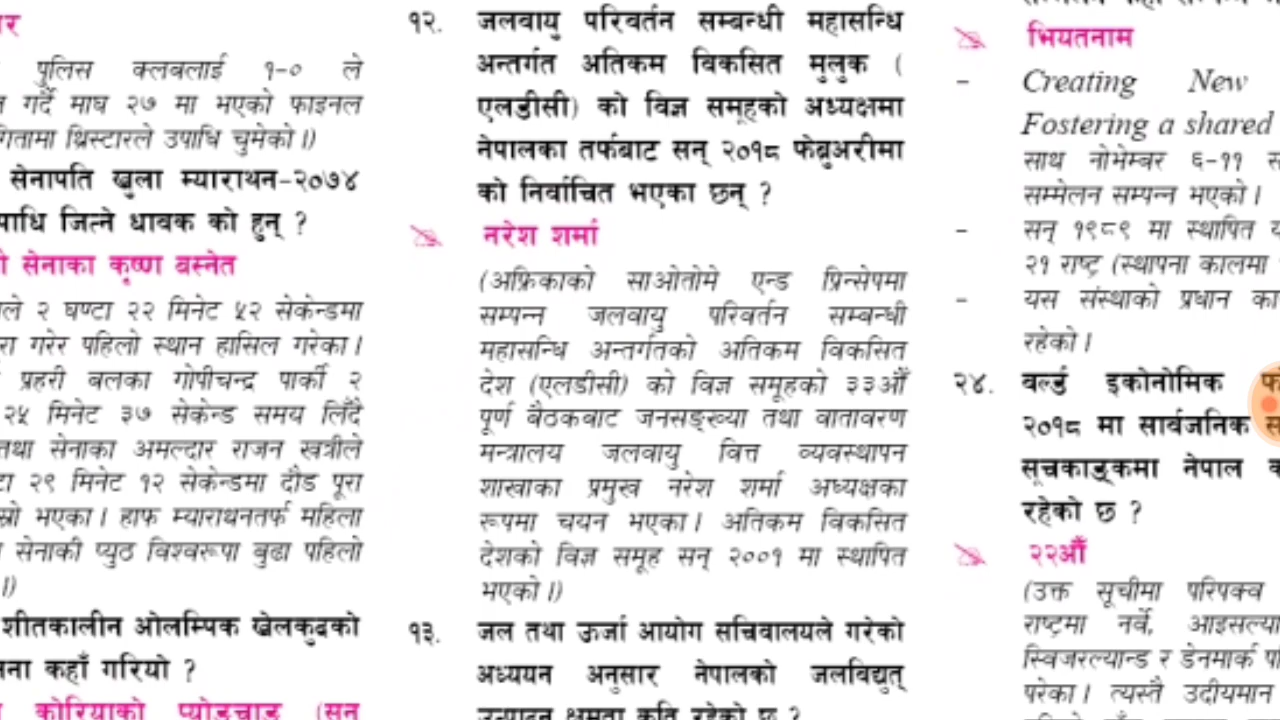 र
पुलिस क्लबलाई १-० ले
गर्दै माघ २७ मा भएको फाइनल
थ्रिस्टारले उपाधि चुमेको।)
सेनापति खुला म्याराथन-२०७४
जित्ने धावक को हुन् ?
सेनाका कृष्ण बस्नेत
ले २ घण्टा २२ मिनेट ५२ सेकेन्डमा
गरेर पहिलो स्थान हासिल गरेका।
प्रहरी बलका गोपीचन्द्र पार्की २
२५ मिनेट ३७ सेकेन्ड समय लिँदै
तथा सेनाका अमल्दार राजन खत्रीले
२९ मिनेट १२ सेकेन्डमा दौड पूरा
भएका। हाफ म्याराथनतर्फ महिला
सेनाकी प्युठ विश्वरूपा बुढा पहिलो
।)
शीतकालीन ओलम्पिक खेलकुदको
कहाँ गरियो ?
कोरियाको प्योङचाङ (सन्
१२. जलवायु परिवर्तन सम्बन्धी महासन्धि
अन्तर्गत अतिकम विकसित मुलुक (
एलडीसी) को विज्ञ समूहको अध्यक्षमा
नेपालका तर्फबाट सन् २०१८ फेब्रुअरीमा
को निर्वाचित भएका छन् ?
नरेश शर्मा
(अफ्रिकाको साओतोमे एन्ड प्रिन्सेपमा
सम्पन्न जलवायु परिवर्तन सम्बन्धी
महासन्धि अन्तर्गतको अतिकम विकसित
देश (एलडीसी) को विज्ञ समूहको ३३औँ
पूर्ण बैठकबाट जनसङ्ख्या तथा वातावरण
मन्त्रालय जलवायु वित्त व्यवस्थापन
शाखाका प्रमुख नरेश शर्मा अध्यक्षका
रूपमा चयन भएका। अतिकम विकसित
देशको विज्ञ समूह सन् २००१ मा स्थापित
भएको।)
१३. जल तथा ऊर्जा आयोग सचिवालयले गरेको
अध्ययन अनुसार नेपालको जलविद्युत्
उत्पादन क्षमता कति रहेको छ ?
भियतनाम
- Creating New
Fostering a shared
साथ नोभेम्बर ६-११
सम्मेलन सम्पन्न भएको।
- सन् १९८९ मा स्थापित
२१ राष्ट्र (स्थापना कालमा
- यस संस्थाको प्रधान
रहेको।
२४. वर्ल्ड इकोनोमिक
२०१८ मा सार्वजनिक
सूचकाङ्कमा नेपाल
रहेको छ ?
२२औँ
(उक्त सूचीमा परिपक्व
राष्ट्रमा नर्वे,
स्विजरल्यान्ड र डेनमार्क
परेका। त्यस्तै उदीयमान